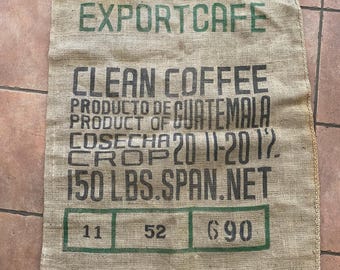 EXPORTCAFE
CLEAN COFFEE
PRODUCTO DE GUATEMALA
PRODUCT OF
COSECHA 2011-2012
CROP
150 LBS.SPAN.NET
11 52 690